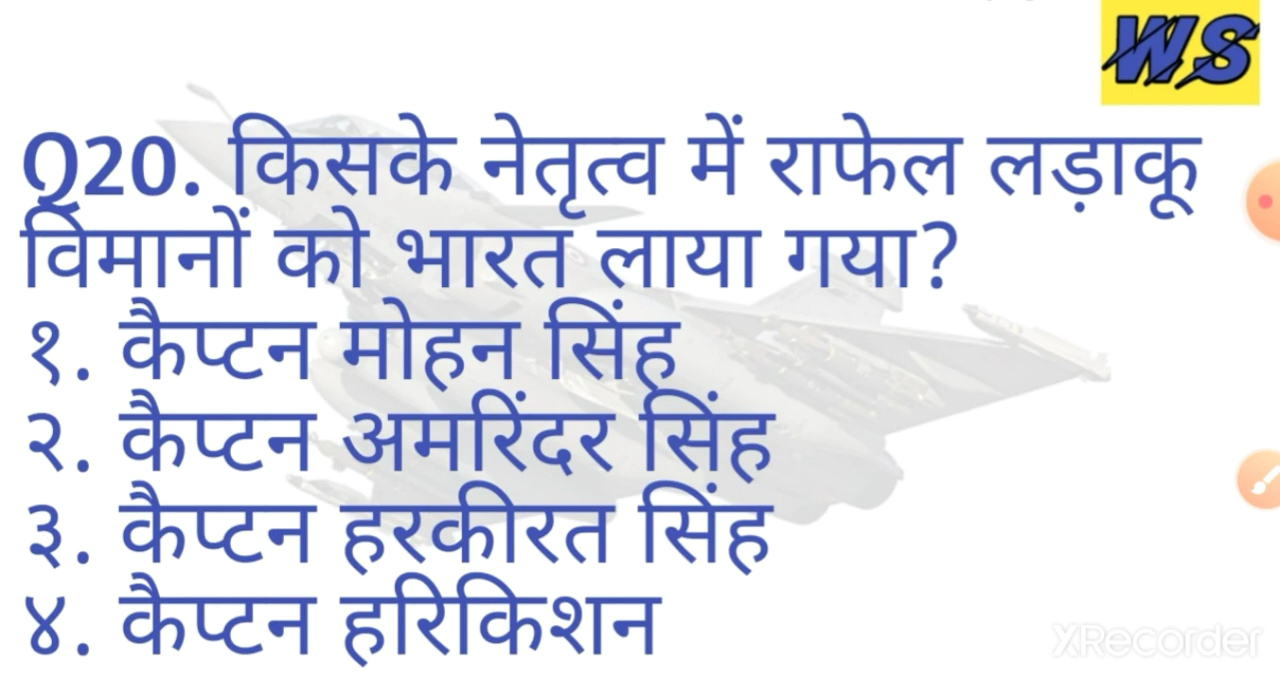 WS
Q20. किसके नेतृत्व में राफेल लड़ाकू
विमानों को भारत लाया गया?
१. कैप्टन मोहन सिंह
२. कैप्टन अमरिंदर सिंह
३. कैप्टन हरकीरत सिंह
४. कैप्टन हरिकिशन
XRecorder